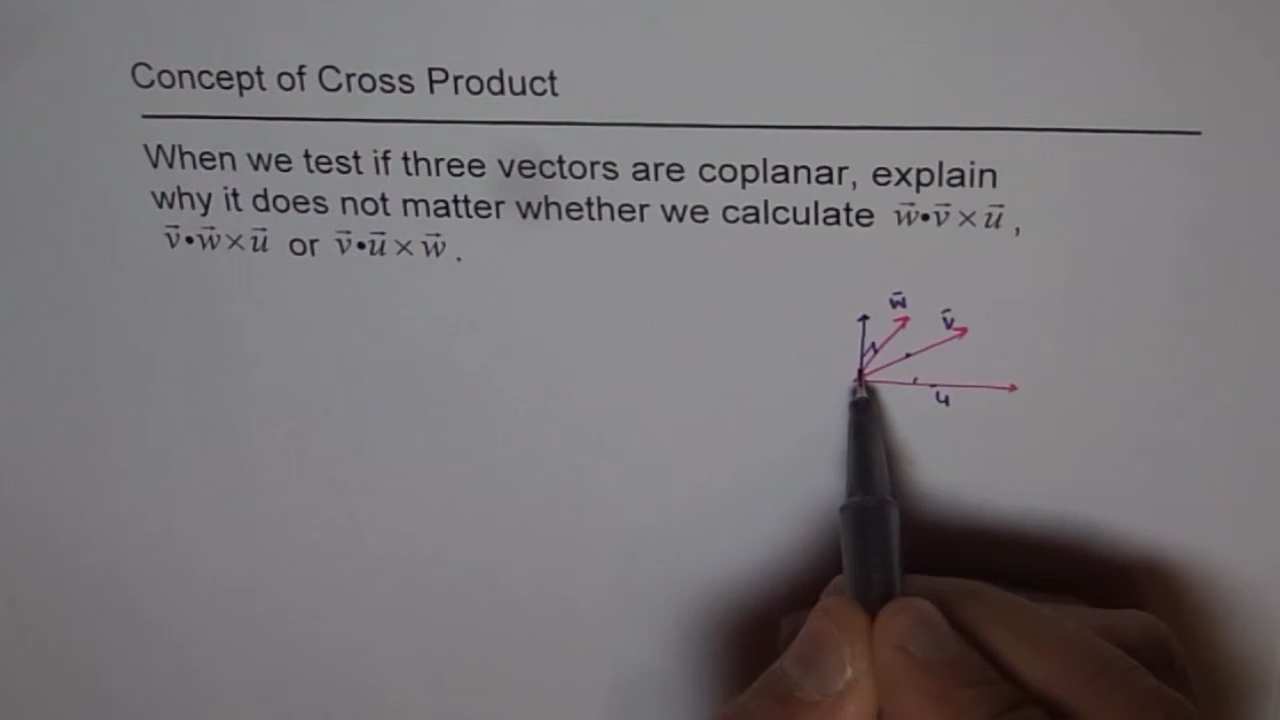 Concept of Cross Product
When we test if three vectors are coplanar, explain
why it does not matter whether we calculate w⃗•v⃗×u⃗ ,
v⃗•w⃗×u⃗ or v⃗•u⃗×w⃗ .
w̄
v̄
u